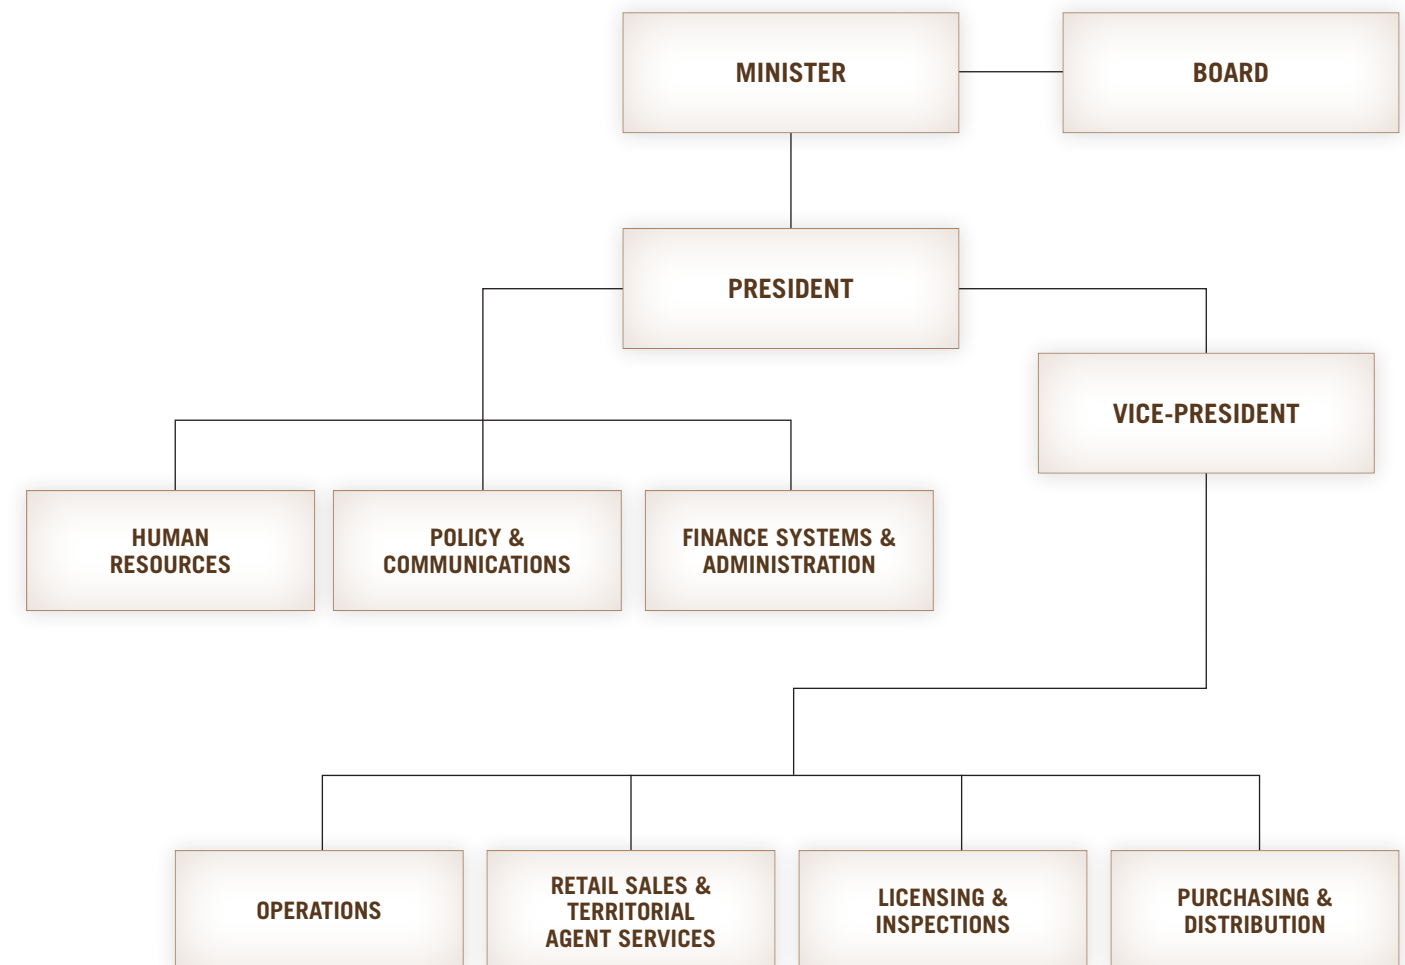 MINISTER
BOARD
PRESIDENT
VICE-PRESIDENT
HUMAN
RESOURCES
POLICY &
COMMUNICATIONS
FINANCE SYSTEMS &
ADMINISTRATION
OPERATIONS
RETAIL SALES &
TERRITORIAL
AGENT SERVICES
LICENSING &
INSPECTIONS
PURCHASING &
DISTRIBUTION